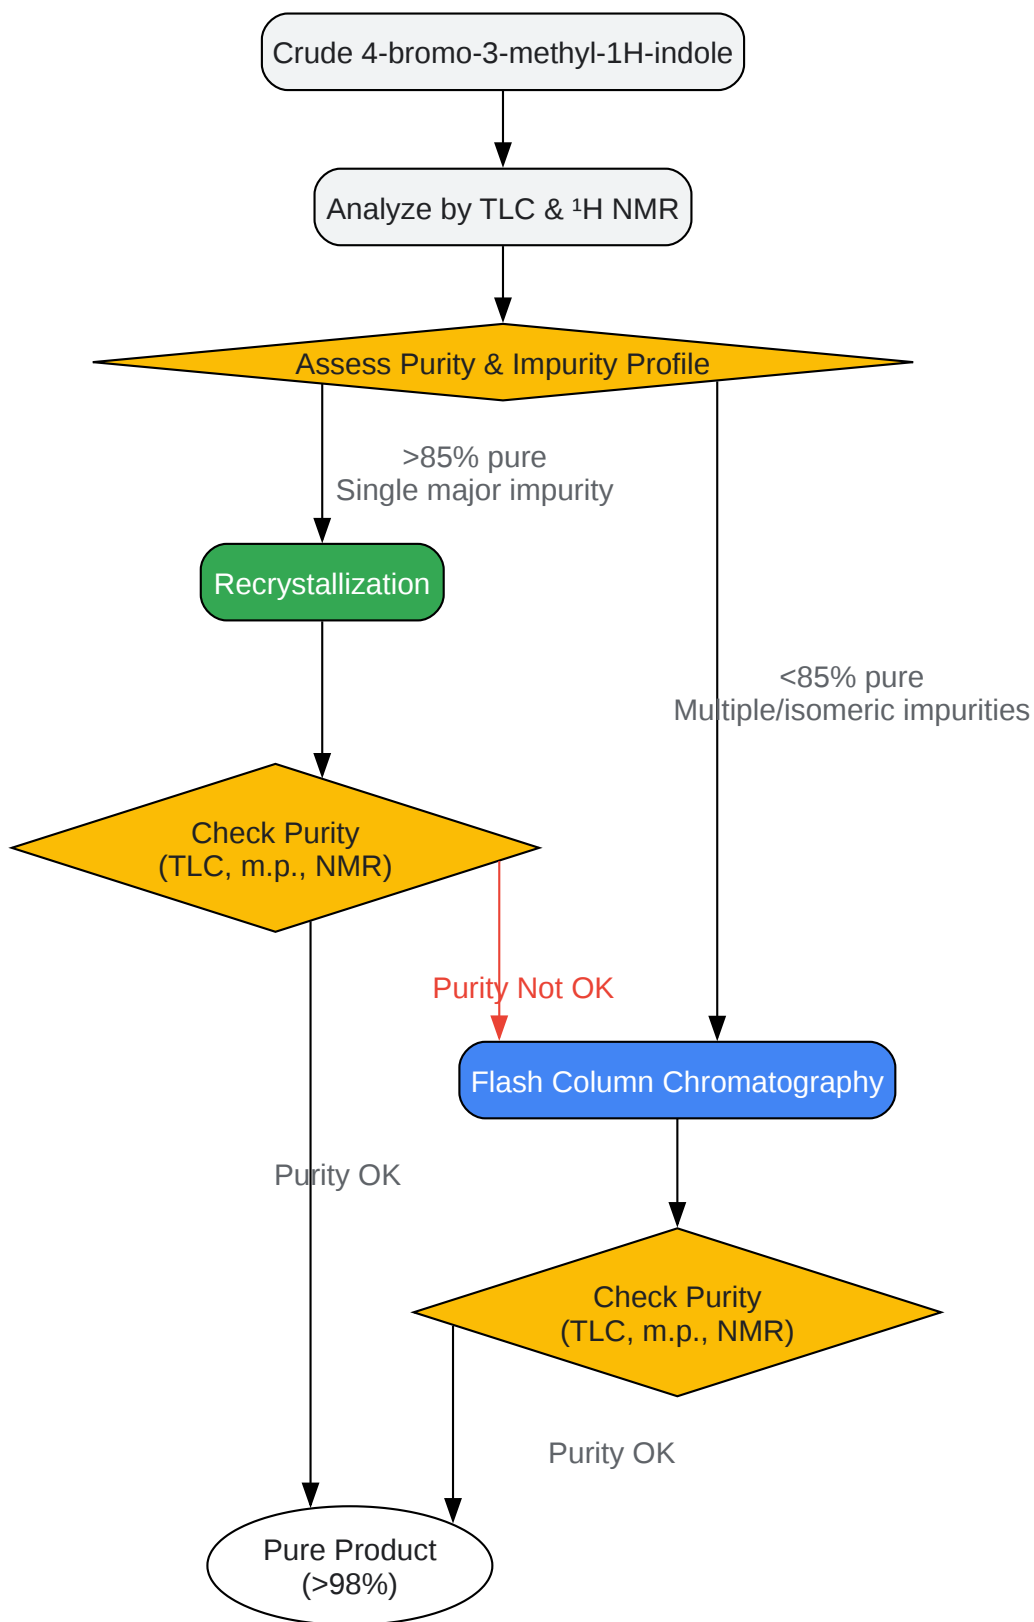 Crude 4-bromo-3-methyl-1H-indole
Analyze by TLC & ¹H NMR
Assess Purity & Impurity Profile
>85% pure
Single major impurity
Recrystallization
<85% pure
Multiple/isomeric impurities
Check Purity
(TLC, m.p., NMR)
Purity Not OK
Flash Column Chromatography
Purity OK
Check Purity
(TLC, m.p., NMR)
Purity OK
Pure Product
(>98%)